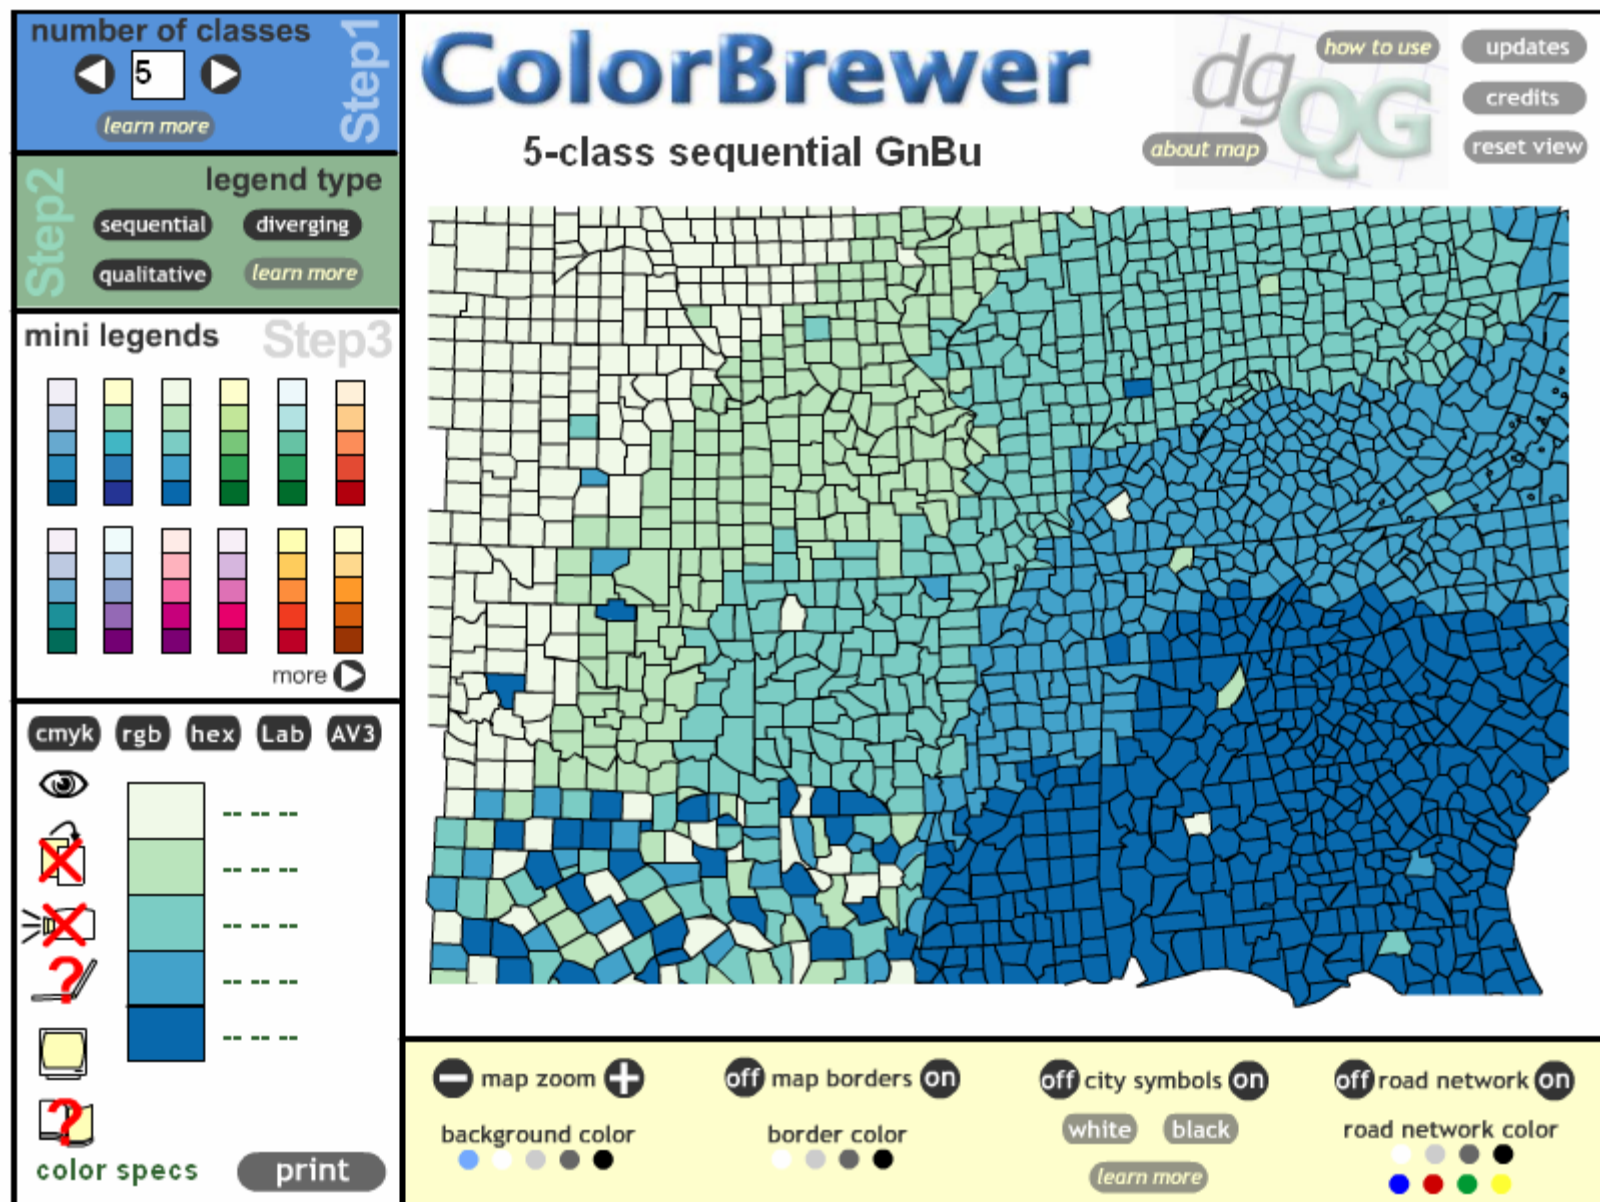 number of classes
5
learn more
Step1
Step2
legend type
sequential
diverging
qualitative
learn more
mini legends
Step3
more
cmyk
rgb
hex
Lab
AV3
-- -- --
-- -- --
-- -- --
-- -- --
-- -- --
?
?
color specs
print
ColorBrewer
5-class sequential GnBu
dg
QG
how to use
about map
updates
credits
reset view
map zoom
background color
off map borders on
border color
off city symbols on
white
black
learn more
off road network on
road network color